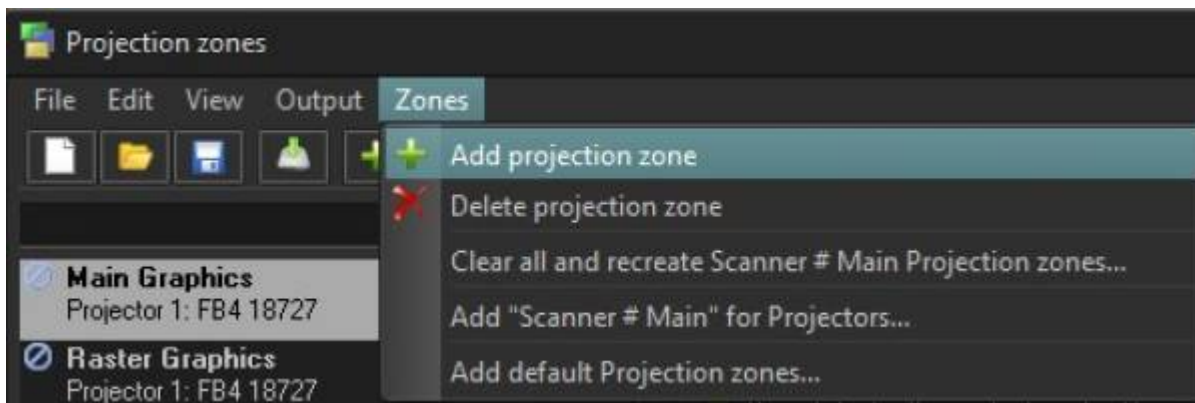 Projection zones
File Edit View Output Zones
Add projection zone
Delete projection zone
Clear all and recreate Scanner # Main Projection zones...
Add "Scanner # Main" for Projectors...
Add default Projection zones...
Main Graphics
Projector 1: FB4 18727
Raster Graphics
Projector 1: FB4 18727